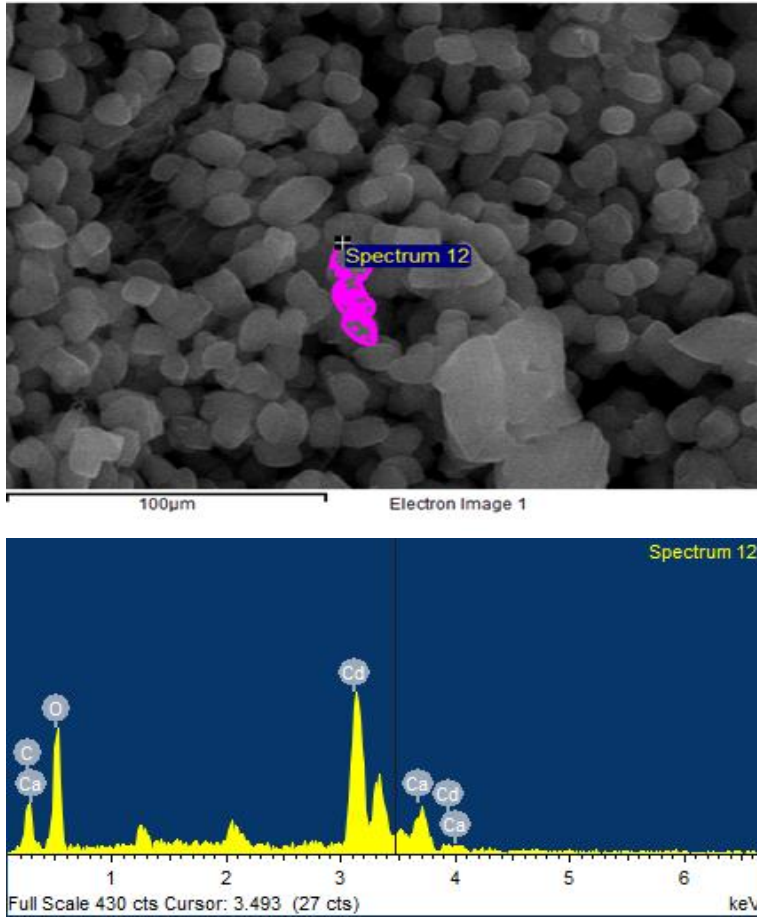 Spectrum 12
100µm Electron Image 1
Spectrum 12
Cd
O
C
Ca
Ca
Cd
Ca
1 2 3 4 5 6
Full Scale 430 cts Cursor: 3.493 (27 cts) keV